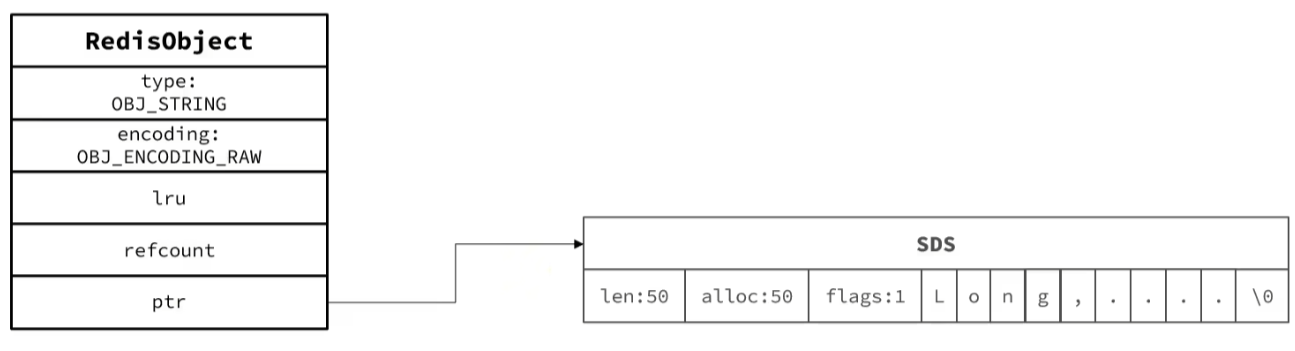 RedisObject
type:
OBJ_STRING
encoding:
OBJ_ENCODING_RAW
lru
refcount
ptr
SDS
len:50 alloc:50 flags:1 L o n g , . . . . \0